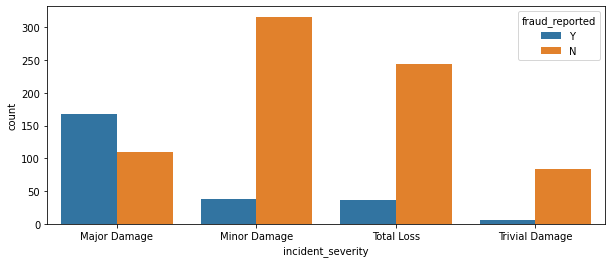 fraud_reported
Y
N
300
250
200
150
100
50
0
count
Major Damage
Minor Damage
Total Loss
Trivial Damage
incident_severity